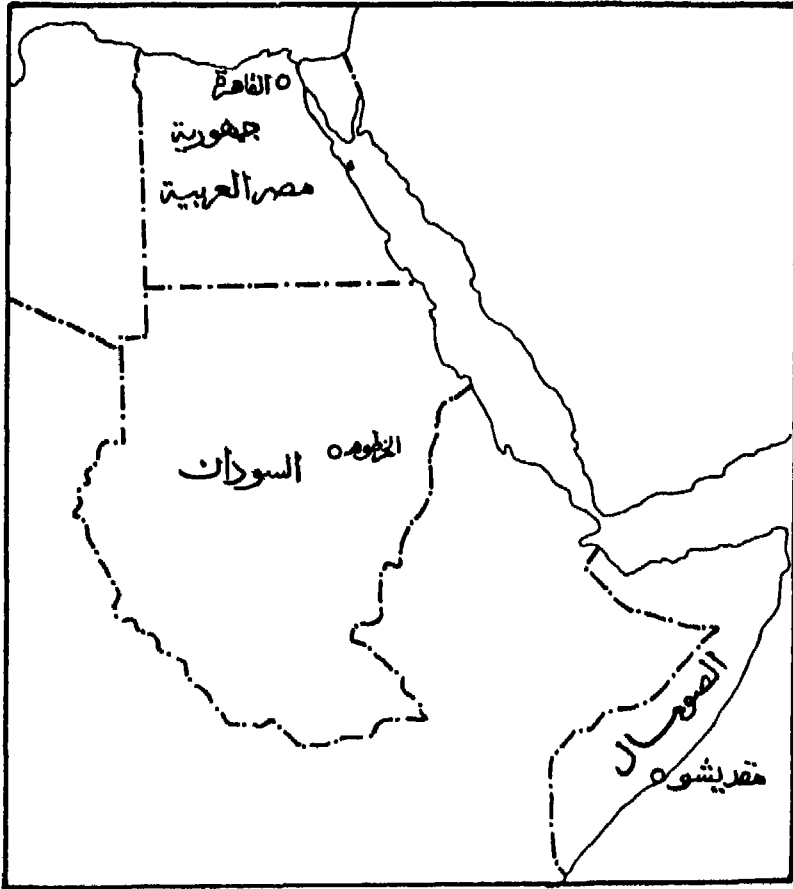 القاهرة
جمهورية
مصر العربية
الخرطوم
السودان
الصومال
مقديشو